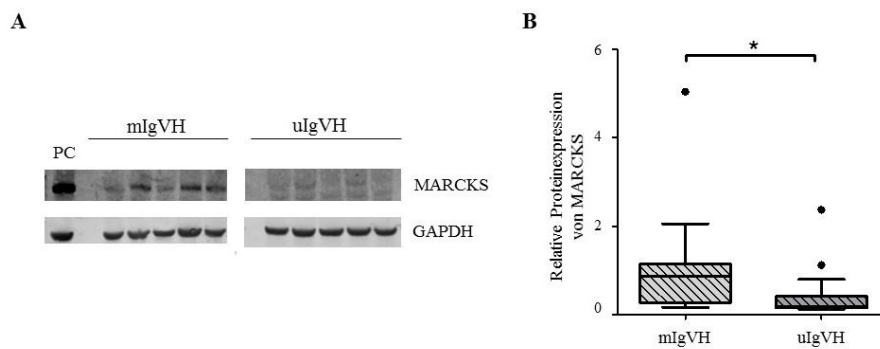 A
mIgVH
uIgVH
PC
MARCKS
GAPDH
B
Relative Proteinexpression
von MARCKS
6
4
2
0
*
mIgVH
uIgVH